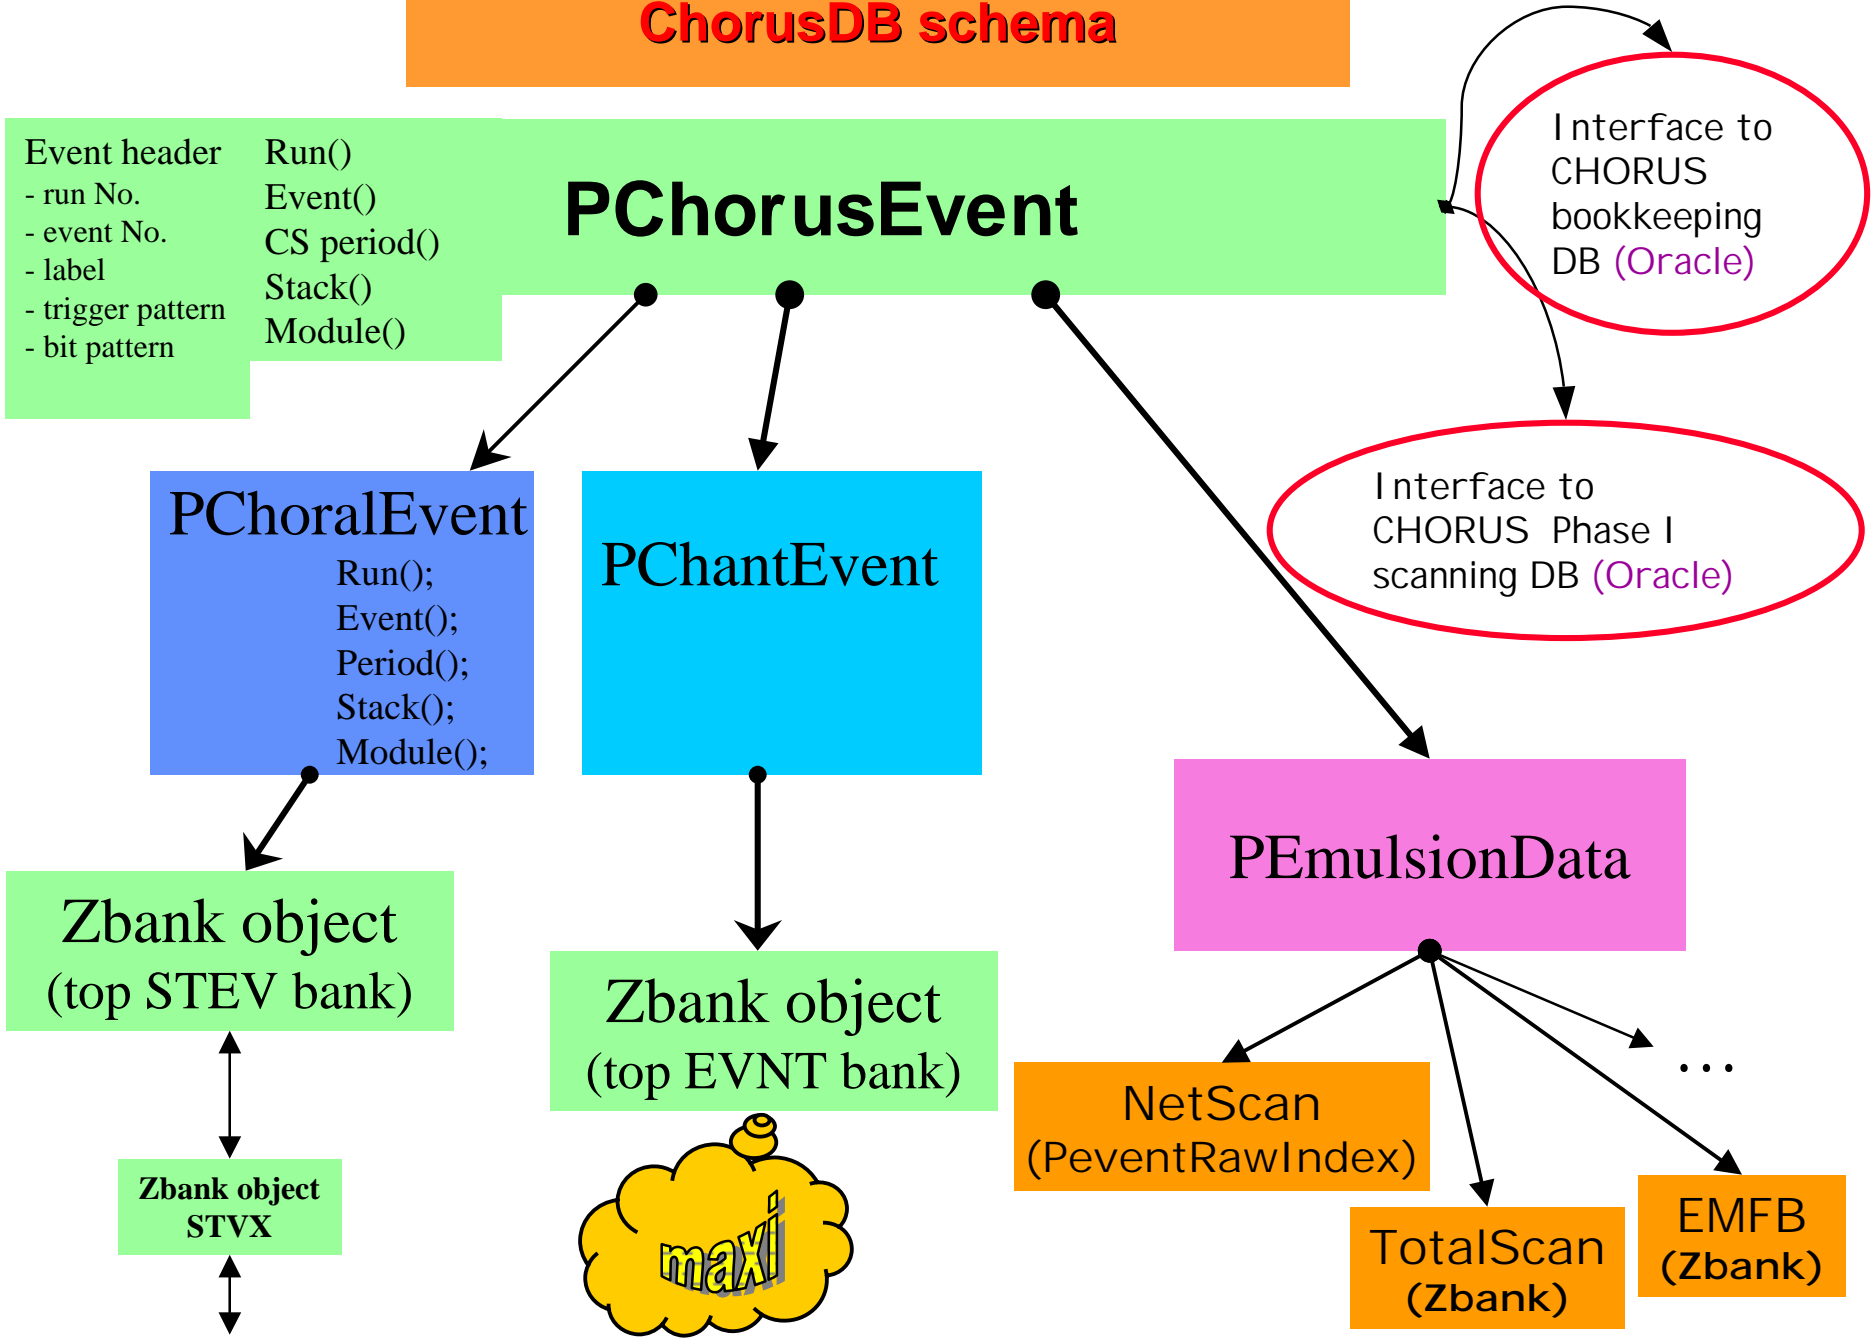 ChorusDB schema
Event header
- run No.
- event No.
- label
- trigger pattern
- bit pattern
Run()
Event()
CS period()
Stack()
Module()
PChorusEvent
Interface to
CHORUS
bookkeeping
DB (Oracle)
Interface to
CHORUS Phase I
scanning DB (Oracle)
PChoralEvent
Run();
Event();
Period();
Stack();
Module();
PChantEvent
PEmulsionData
Zbank object
(top STEV bank)
Zbank object
(top EVNT bank)
Zbank object
STVX
maxi
NetScan
(PeventRawIndex)
TotalScan
(Zbank)
EMFB
(Zbank)
...